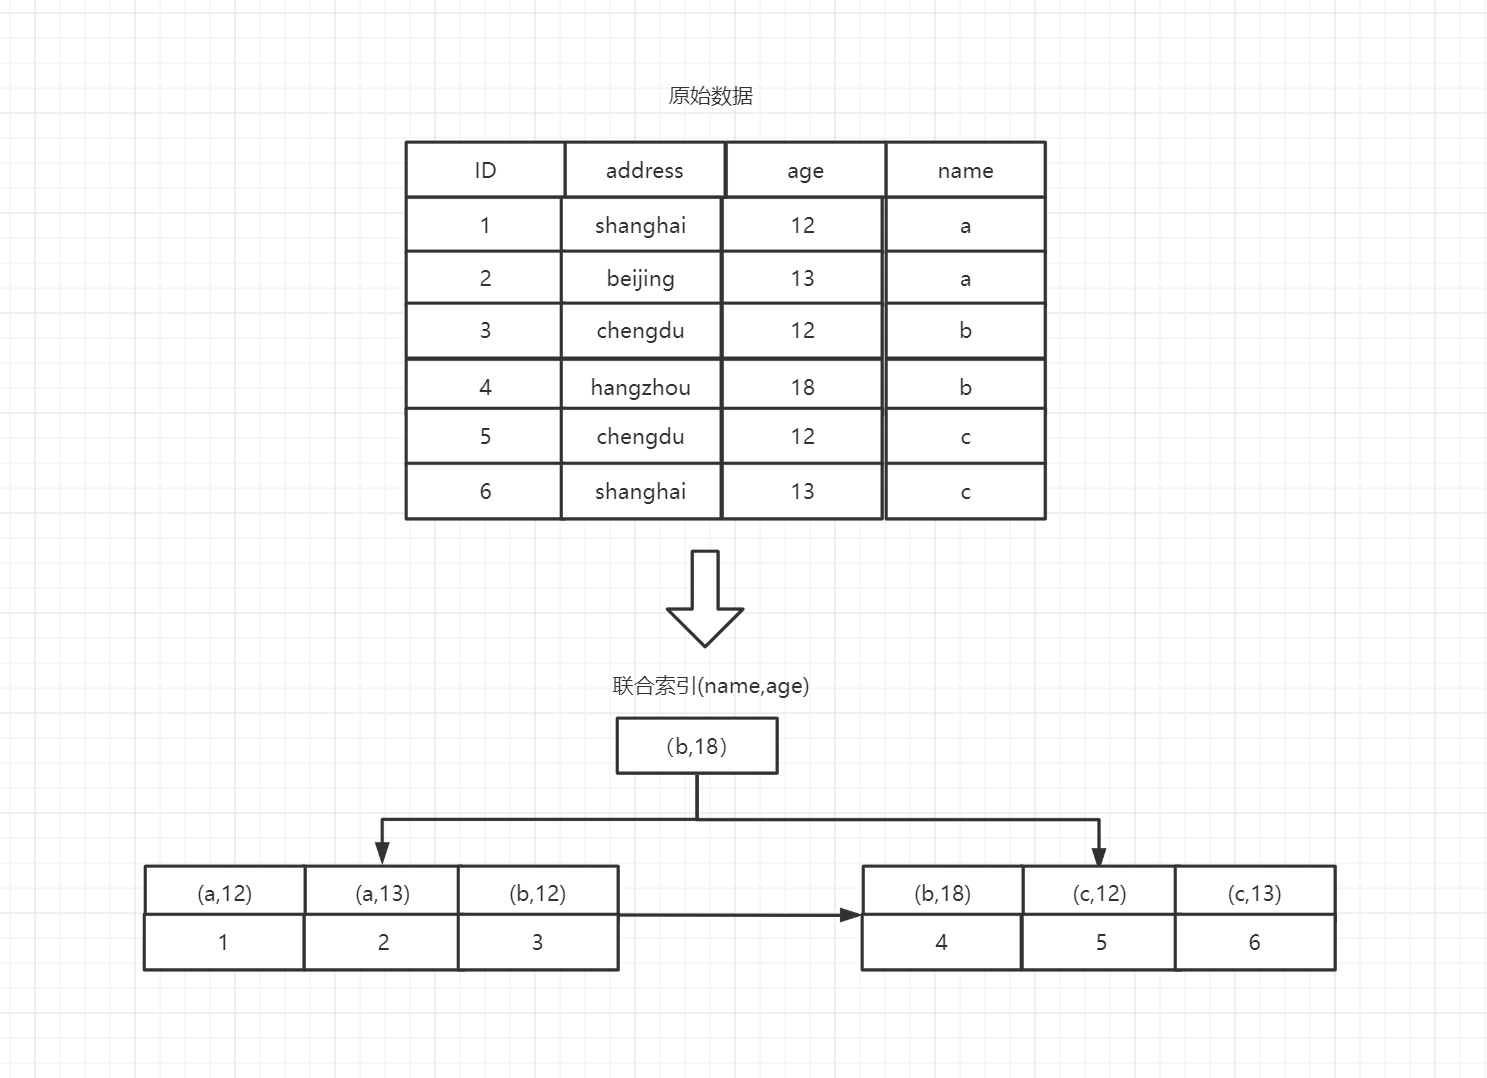 原始数据
ID address age name
1 shanghai 12 a
2 beijing 13 a
3 chengdu 12 b
4 hangzhou 18 b
5 chengdu 12 c
6 shanghai 13 c
联合索引(name,age)
（b,18）
(a,12) (a,13) (b,12) (b,18) (c,12) (c,13)
1 2 3 4 5 6